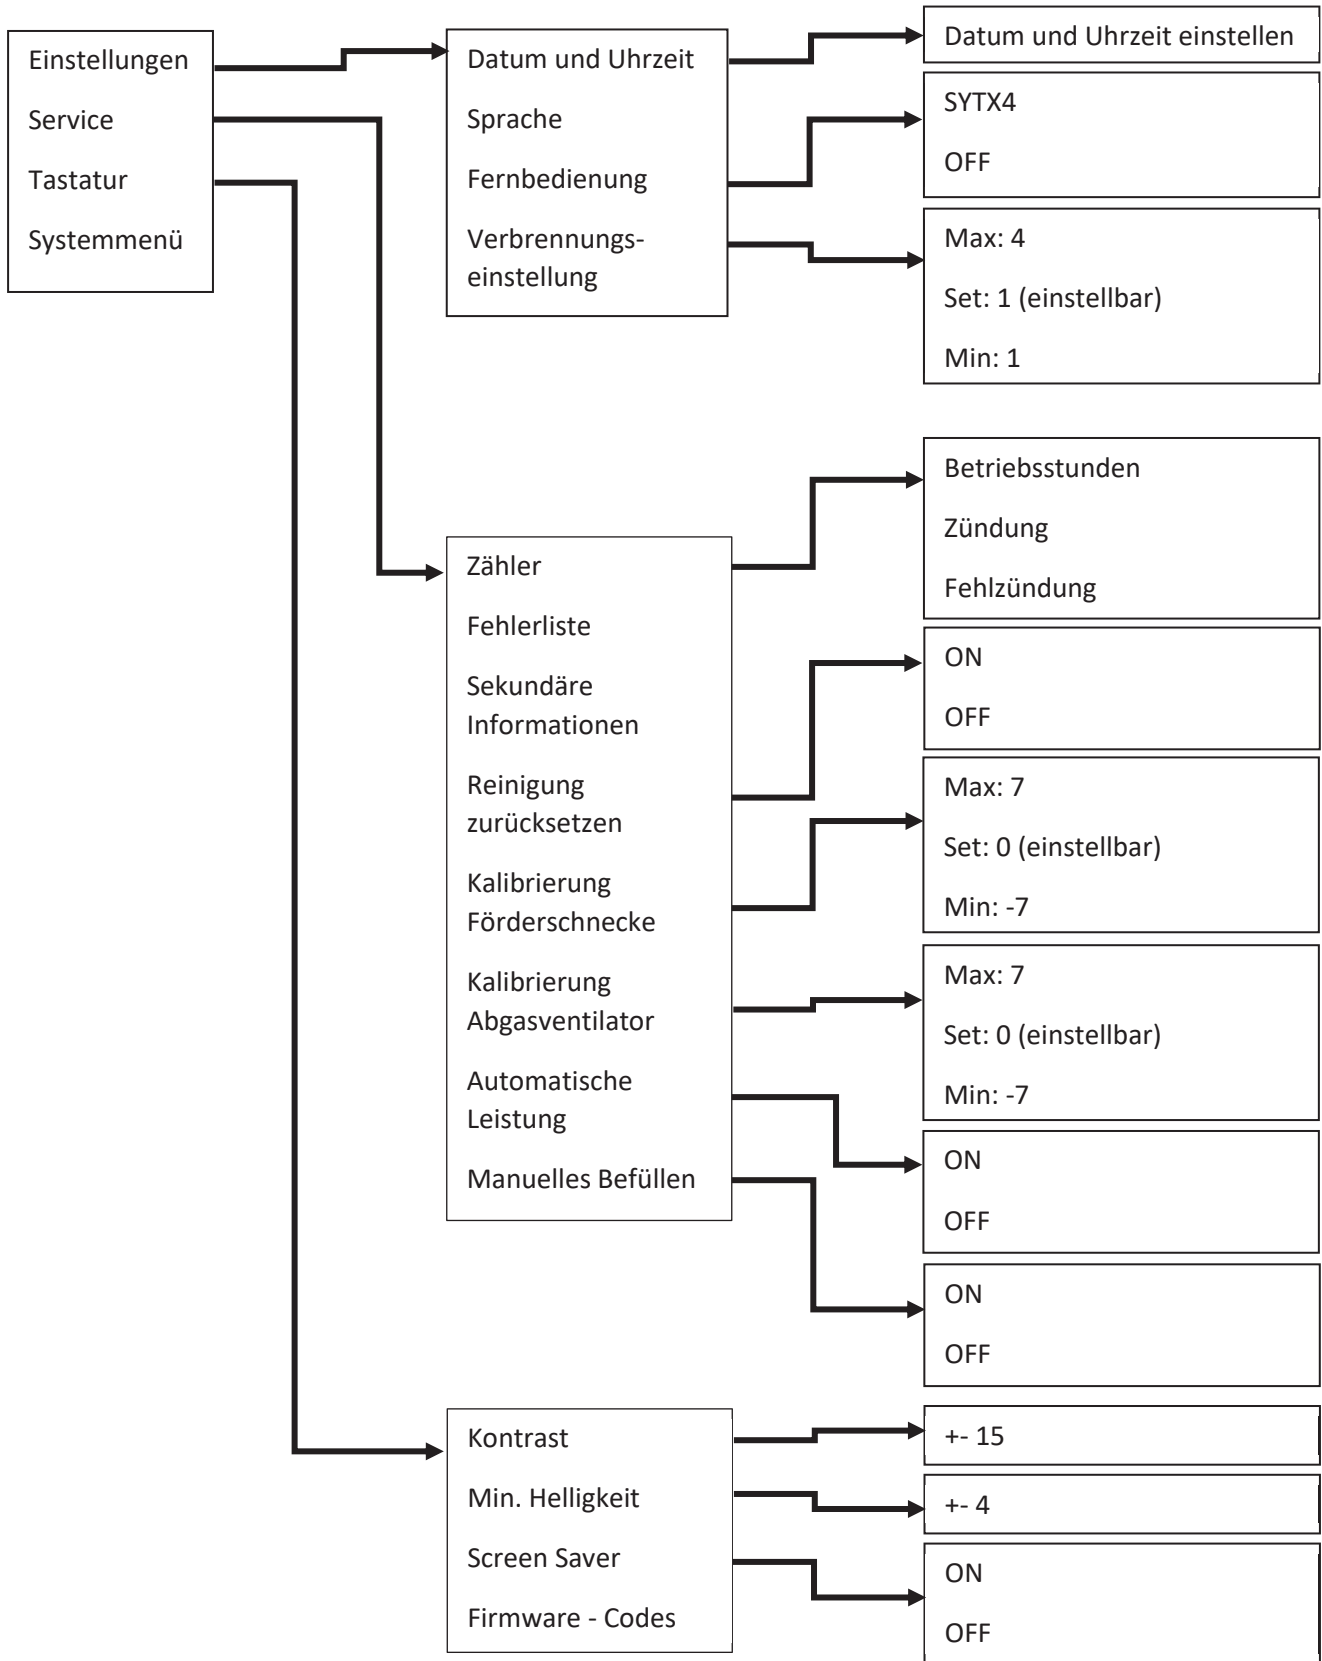 Einstellungen
Service
Tastatur
Systemmenü
Datum und Uhrzeit
Sprache
Fernbedienung
Verbrennungs-
einstellung
Datum und Uhrzeit einstellen
SYTX4
OFF
Max: 4
Set: 1 (einstellbar)
Min: 1
Zähler
Fehlerliste
Sekundäre
Informationen
Reinigung
zurücksetzen
Kalibrierung
Förderschnecke
Kalibrierung
Abgasventilator
Automatische
Leistung
Manuelles Befüllen
Betriebsstunden
Zündung
Fehlzündung
ON
OFF
Max: 7
Set: 0 (einstellbar)
Min: -7
Max: 7
Set: 0 (einstellbar)
Min: -7
ON
OFF
ON
OFF
Kontrast
Min. Helligkeit
Screen Saver
Firmware - Codes
+- 15
+- 4
ON
OFF